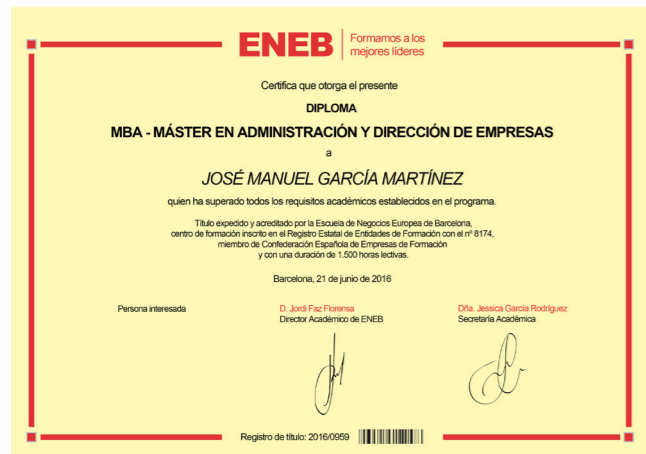 ENEB
Formamos a los
mejores líderes
Certifica que otorga el presente
DIPLOMA
MBA - MÁSTER EN ADMINISTRACIÓN Y DIRECCIÓN DE EMPRESAS
a
JOSÉ MANUEL GARCÍA MARTÍNEZ
quien ha superado todos los requisitos académicos establecidos en el programa.
Título expedido y acreditado por la Escuela de Negocios Europea de Barcelona,
centro de formación inscrito en el Registro Estatal de Entidades de Formación con el nº 8174,
miembro de Confederación Española de Empresas de Formación
y con una duración de 1.500 horas lectivas.
Barcelona, 21 de junio de 2016
Persona interesada
D. Jordi Faz Florensa
Director Académico de ENEB
Dña. Jessica García Rodríguez
Secretaría Académica
Registro de título: 2016/0959